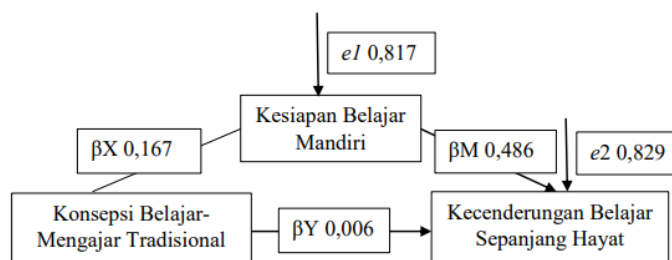 e1 0,817
Kesiapan Belajar
Mandiri
βX 0,167
βM 0,486
e2 0,829
Konsepsi Belajar-
Mengajar Tradisional
βY 0,006
Kecenderungan Belajar
Sepanjang Hayat